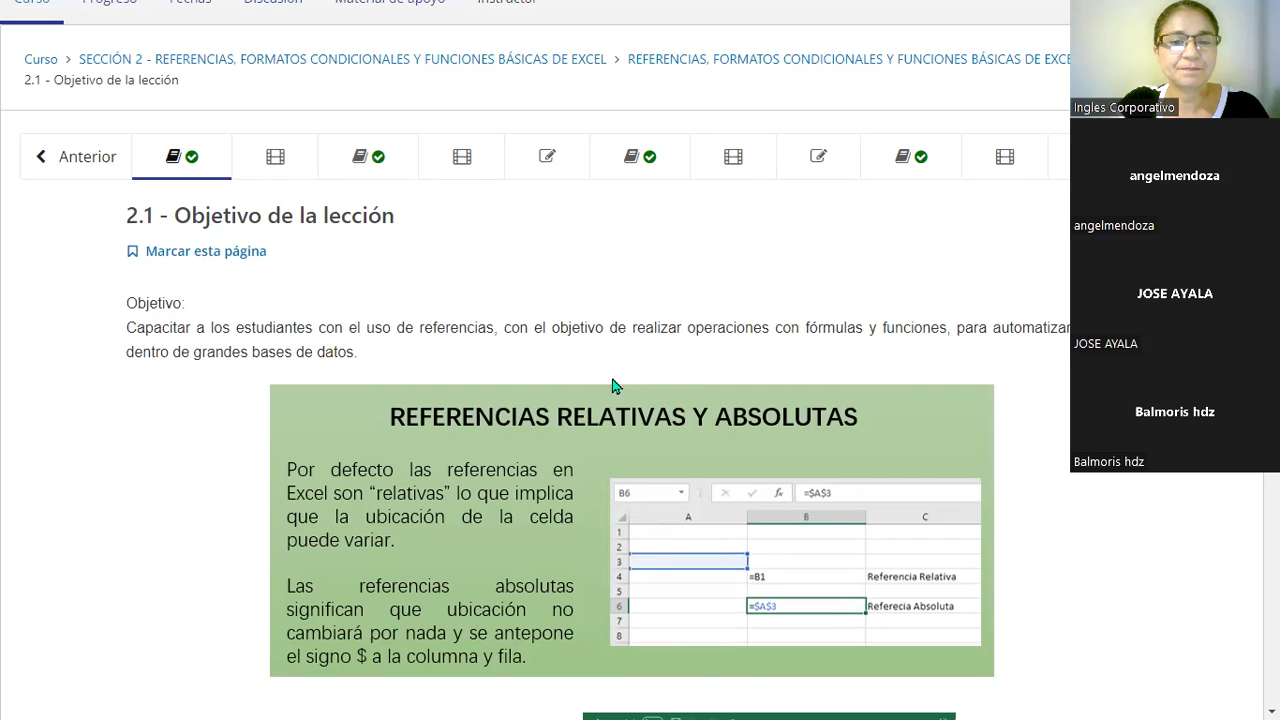 Curso Progreso Fechas Discusión Material de apoyo Instructor
Curso > SECCIÓN 2 - REFERENCIAS, FORMATOS CONDICIONALES Y FUNCIONES BÁSICAS DE EXCEL > REFERENCIAS, FORMATOS CONDICIONALES Y FUNCIONES BÁSICAS DE EXCE
2.1 - Objetivo de la lección
Anterior
2.1 - Objetivo de la lección
Marcar esta página
Objetivo:
Capacitar a los estudiantes con el uso de referencias, con el objetivo de realizar operaciones con fórmulas y funciones, para automatizar
dentro de grandes bases de datos.
REFERENCIAS RELATIVAS Y ABSOLUTAS
Por defecto las referencias en
Excel son “relativas” lo que implica
que la ubicación de la celda
puede variar.
Las referencias absolutas
significan que ubicación no
cambiará por nada y se antepone
el signo $ a la columna y fila.
B6 fx =$A$3
A B C
1
2
3
4 =B1 Referencia Relativa
5
6 =$A$3 Referecia Absoluta
7
8
Ingles Corporativo
angelmendoza
angelmendoza
JOSE AYALA
JOSE AYALA
Balmoris hdz
Balmoris hdz